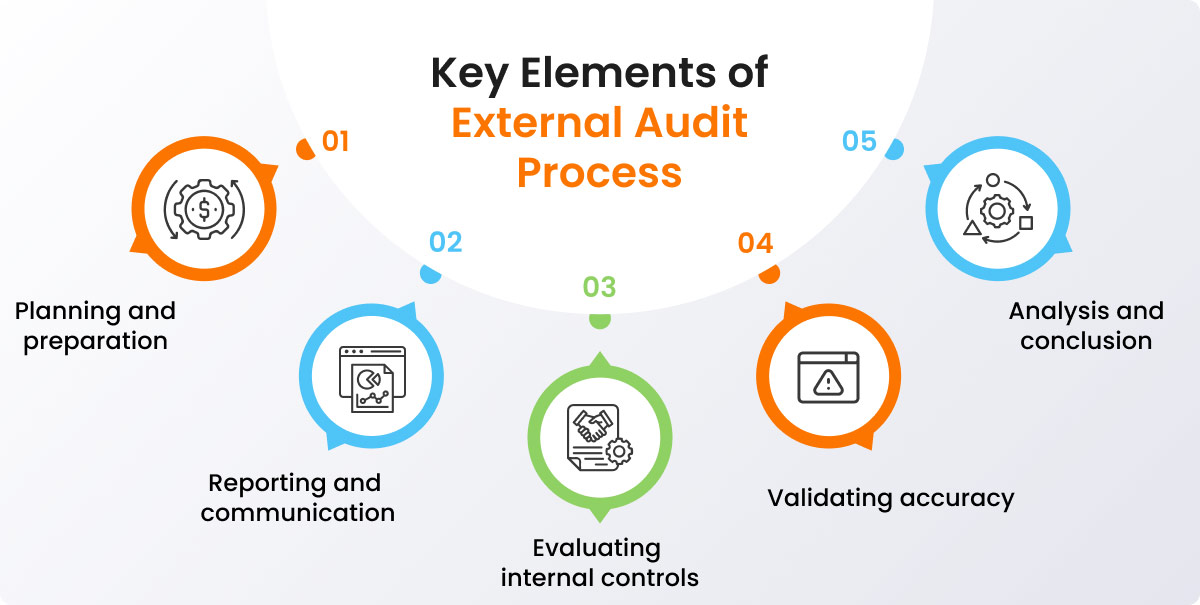 Key Elements of
External Audit
Process
01
Planning and
preparation
02
Reporting and
communication
03
Evaluating
internal controls
04
Validating accuracy
05
Analysis and
conclusion